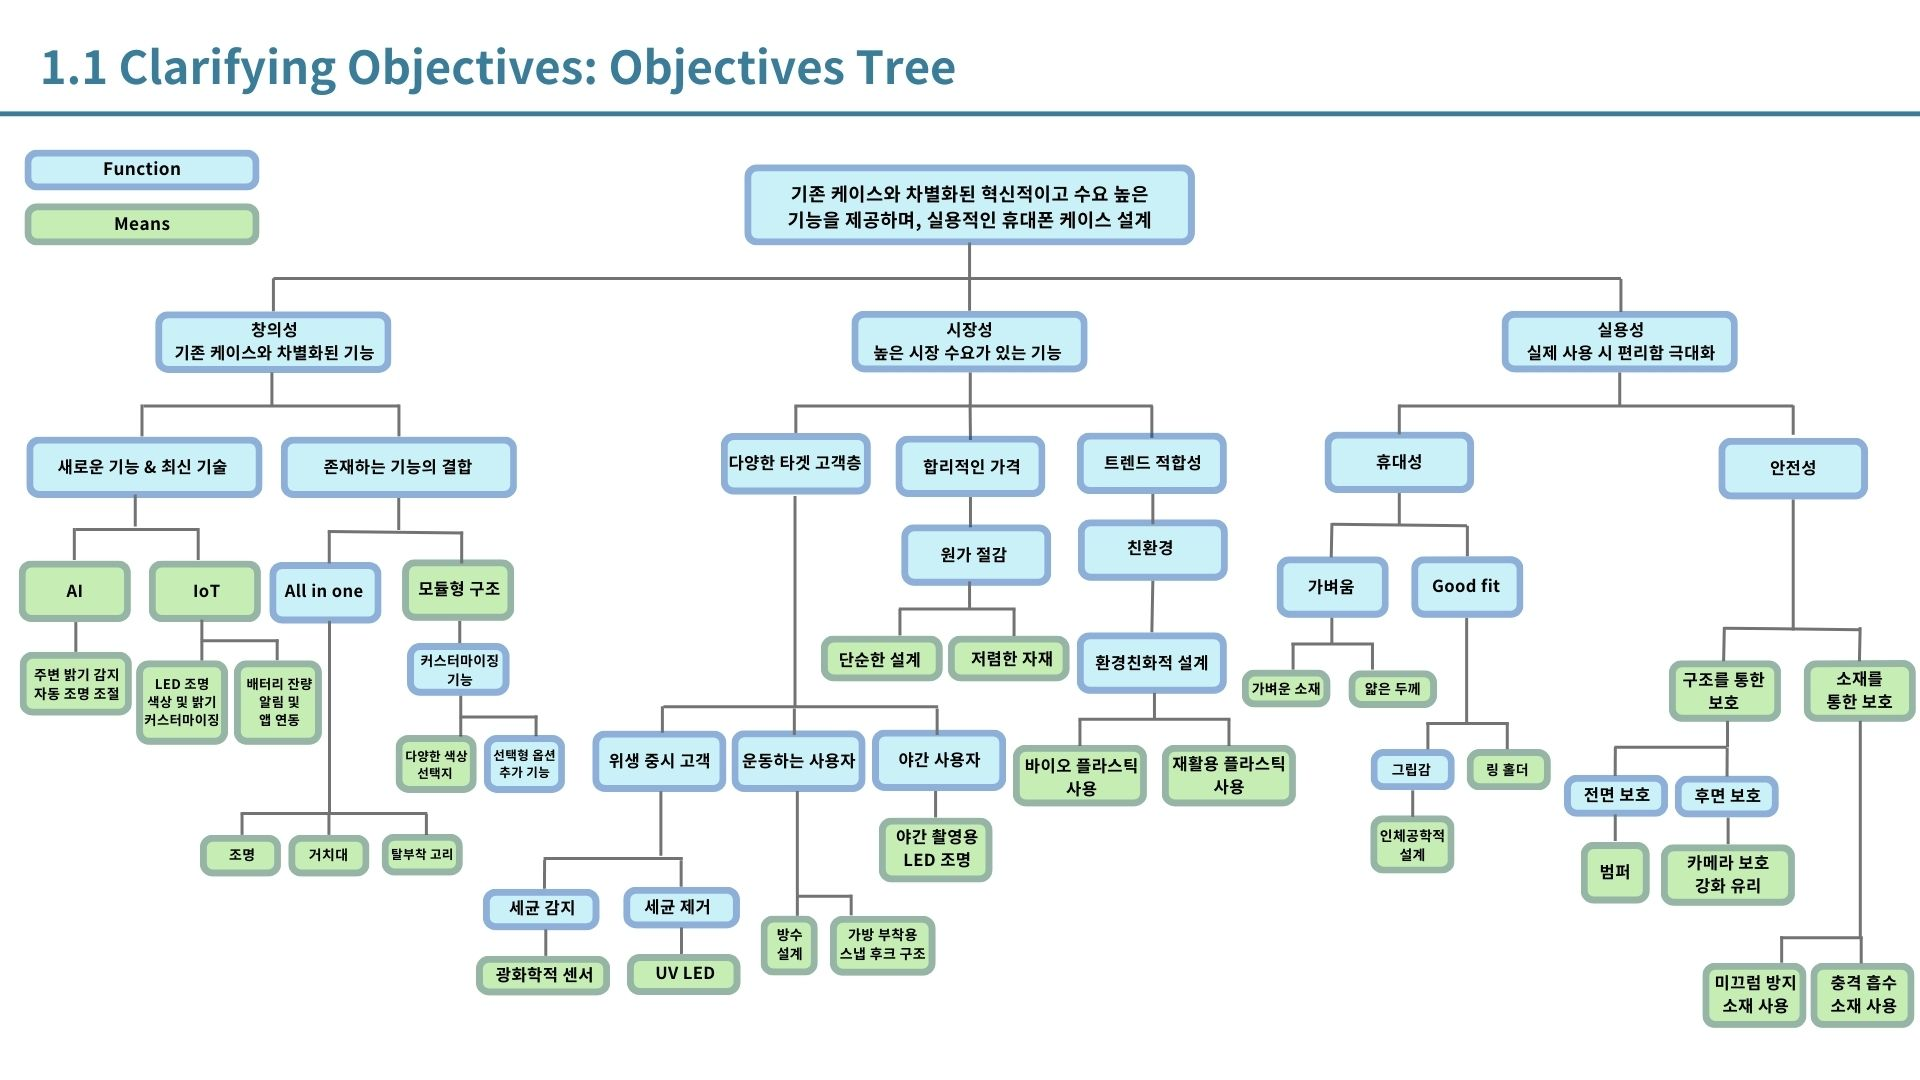 1.1 Clarifying Objectives: Objectives Tree
Function
Means
기존 케이스와 차별화된 혁신적이고 수요 높은
기능을 제공하며, 실용적인 휴대폰 케이스 설계
창의성
기존 케이스와 차별화된 기능
시장성
높은 시장 수요가 있는 기능
실용성
실제 사용 시 편리함 극대화
새로운 기능 & 최신 기술
존재하는 기능의 결합
다양한 타겟 고객층
합리적인 가격
트렌드 적합성
휴대성
안전성
원가 절감
친환경
AI
IoT
All in one
모듈형 구조
가벼움
Good fit
주변 밝기 감지
자동 조명 조절
LED 조명
색상 및 밝기
커스터마이징
배터리 잔량
알림 및
앱 연동
커스터마이징
기능
단순한 설계
저렴한 자재
환경친화적 설계
가벼운 소재
얇은 두께
구조를 통한
보호
소재를
통한 보호
다양한 색상
선택지
선택형 옵션
추가 기능
위생 중시 고객
운동하는 사용자
야간 사용자
바이오 플라스틱
사용
재활용 플라스틱
사용
그립감
링 홀더
전면 보호
후면 보호
조명
거치대
탈부착 고리
야간 촬영용
LED 조명
인체공학적
설계
범퍼
카메라 보호
강화 유리
세균 감지
세균 제거
방수
설계
가방 부착용
스냅 후크 구조
광화학적 센서
UV LED
미끄럼 방지
소재 사용
충격 흡수
소재 사용